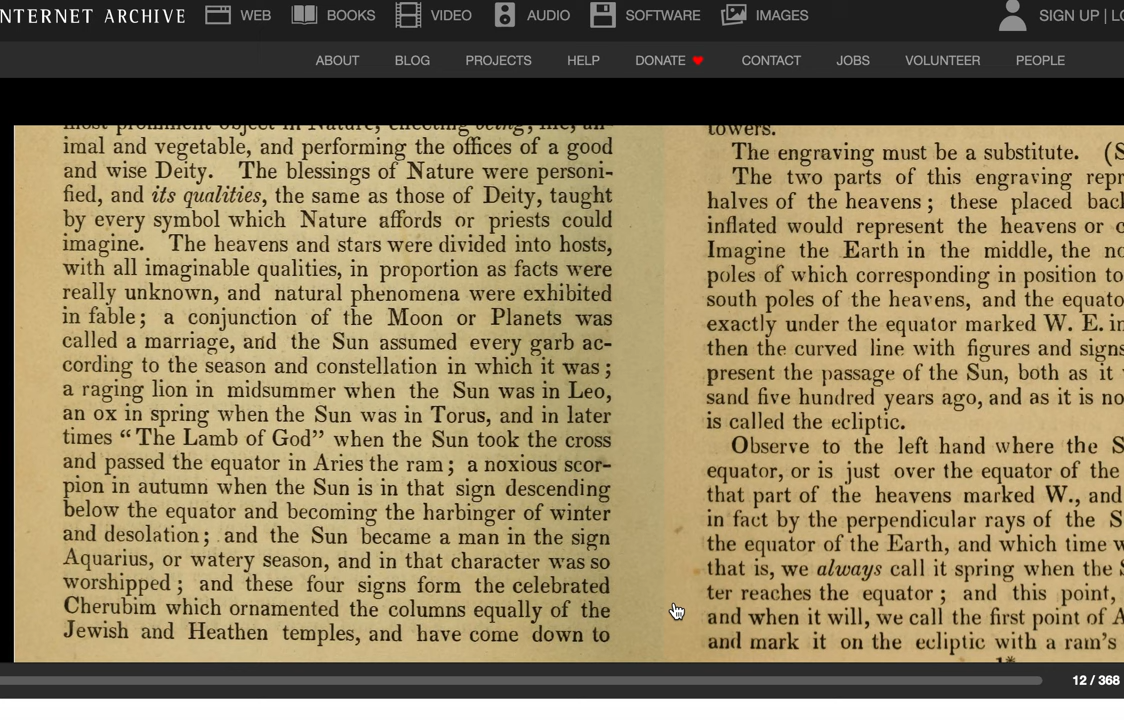 NTERNET ARCHIVE WEB BOOKS VIDEO AUDIO SOFTWARE IMAGES SIGN UP | LO
ABOUT BLOG PROJECTS HELP DONATE CONTACT JOBS VOLUNTEER PEOPLE
most prominent object in Nature, effecting being, life, an-
imal and vegetable, and performing the offices of a good
and wise Deity. The blessings of Nature were personi-
fied, and its qualities, the same as those of Deity, taught
by every symbol which Nature affords or priests could
imagine. The heavens and stars were divided into hosts,
with all imaginable qualities, in proportion as facts were
really unknown, and natural phenomena were exhibited
in fable; a conjunction of the Moon or Planets was
called a marriage, and the Sun assumed every garb ac-
cording to the season and constellation in which it was;
a raging lion in midsummer when the Sun was in Leo,
an ox in spring when the Sun was in Torus, and in later
times “The Lamb of God” when the Sun took the cross
and passed the equator in Aries the ram; a noxious scor-
pion in autumn when the Sun is in that sign descending
below the equator and becoming the harbinger of winter
and desolation; and the Sun became a man in the sign
Aquarius, or watery season, and in that character was so
worshipped; and these four signs form the celebrated
Cherubim which ornamented the columns equally of the
Jewish and Heathen temples, and have come down to
towers.
The engraving must be a substitute. (S
The two parts of this engraving repr
halves of the heavens; these placed bac
inflated would represent the heavens or c
Imagine the Earth in the middle, the no
poles of which corresponding in position to
south poles of the heavens, and the equato
exactly under the equator marked W. E. in
then the curved line with figures and signs
present the passage of the Sun, both as it
sand five hundred years ago, and as it is no
is called the ecliptic.
Observe to the left hand where the S
equator, or is just over the equator of the
that part of the heavens marked W., and
in fact by the perpendicular rays of the S
the equator of the Earth, and which time w
that is, we always call it spring when the S
ter reaches the equator; and this point,
and when it will, we call the first point of A
and mark it on the ecliptic with a ram's
1*
12 / 368